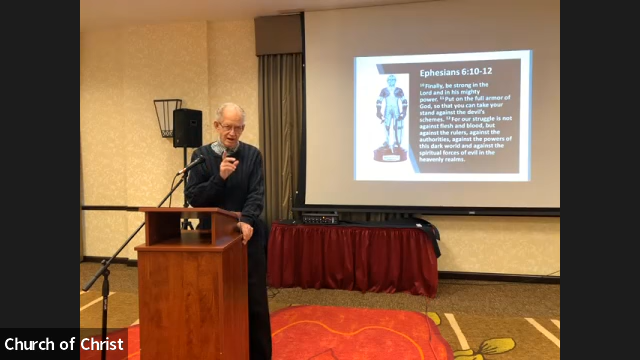 Ephesians 6:10-12
¹⁰ Finally, be strong in the
Lord and in his mighty
power. ¹¹ Put on the full armor of
God, so that you can take your
stand against the devil's
schemes. ¹² For our struggle is not
against flesh and blood, but
against the rulers, against the
authorities, against the powers of
this dark world and against the
spiritual forces of evil in the
heavenly realms.
Church of Christ